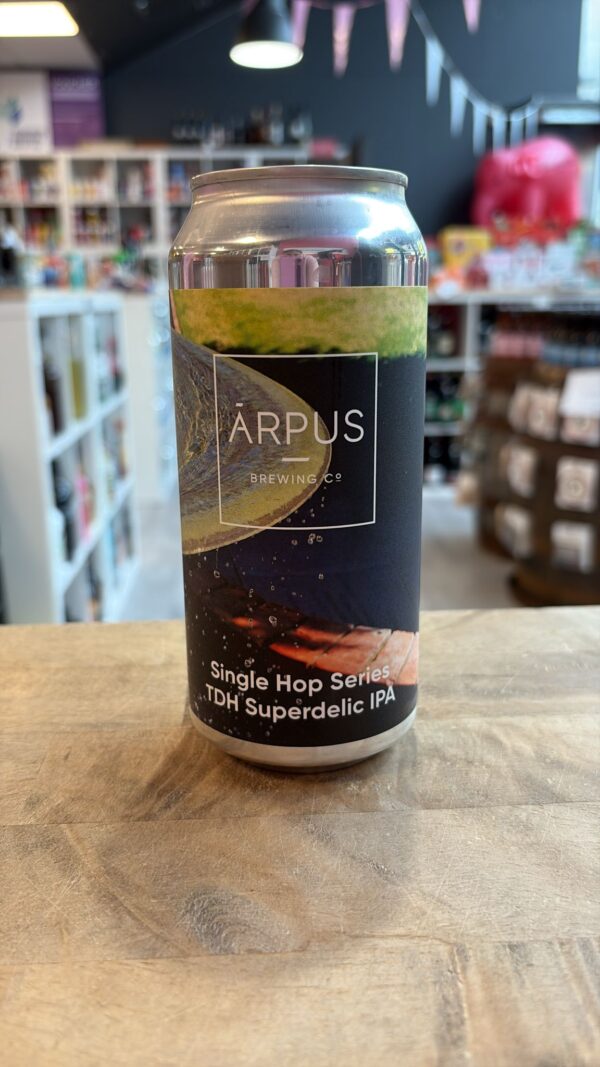 ĀRPUS
BREWING Cº
Single Hop Series
TDH Superdelic IPA